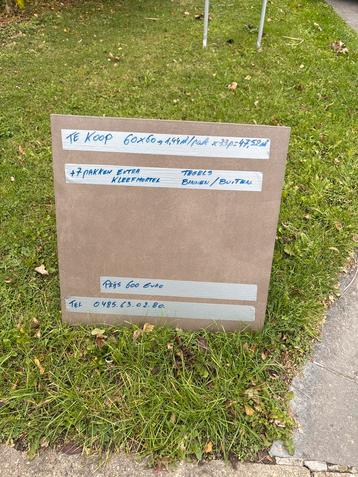 TE KOOP 60x60 = 1,44m²/pak x 33p = 47,52m²
+7 PAKKEN EXTRA TEGELS
KLEEFMORTEL BINNEN / BUITEN
PRIJS 600 EURO
TEL 0485.63.02.80.